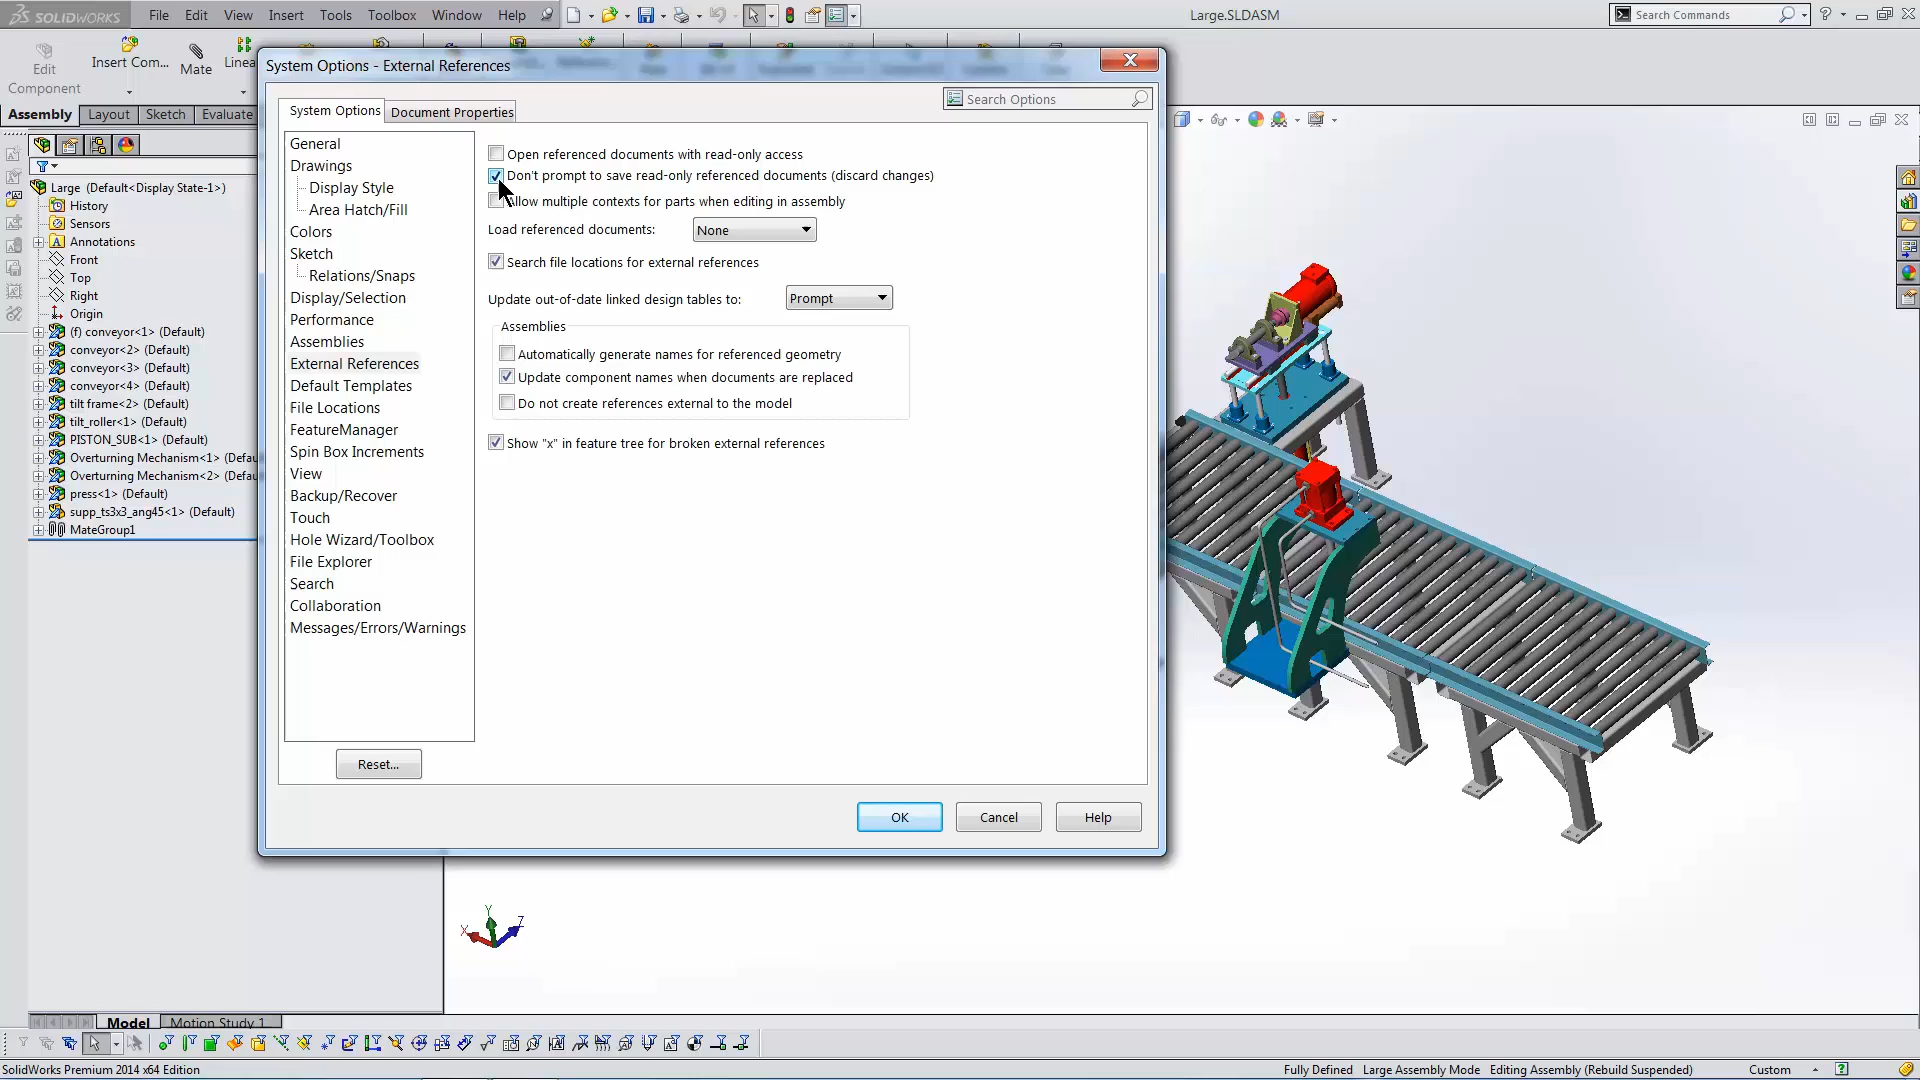 SOLIDWORKS File Edit View Insert Tools Toolbox Window Help Large.SLDASM Search Commands
Edit Component Insert Com... Mate Linea
Assembly Layout Sketch Evaluate
Large (Default<Display State-1>)
History
Sensors
Annotations
Front
Top
Right
Origin
(f) conveyor<1> (Default)
conveyor<2> (Default)
conveyor<3> (Default)
conveyor<4> (Default)
tilt frame<2> (Default)
tilt_roller<1> (Default)
PISTON_SUB<1> (Default)
Overturning Mechanism<1> (Defau
Overturning Mechanism<2> (Defau
press<1> (Default)
supp_ts3x3_ang45<1> (Default)
MateGroup1
System Options - External References
System Options Document Properties
Search Options
General
Drawings
Display Style
Area Hatch/Fill
Colors
Sketch
Relations/Snaps
Display/Selection
Performance
Assemblies
External References
Default Templates
File Locations
FeatureManager
Spin Box Increments
View
Backup/Recover
Touch
Hole Wizard/Toolbox
File Explorer
Search
Collaboration
Messages/Errors/Warnings
Reset...
Open referenced documents with read-only access
Don't prompt to save read-only referenced documents (discard changes)
Allow multiple contexts for parts when editing in assembly
Load referenced documents: None
Search file locations for external references
Update out-of-date linked design tables to: Prompt
Assemblies
Automatically generate names for referenced geometry
Update component names when documents are replaced
Do not create references external to the model
Show "x" in feature tree for broken external references
OK Cancel Help
Y
X Z
Model Motion Study 1
SolidWorks Premium 2014 x64 Edition Fully Defined Large Assembly Mode Editing Assembly (Rebuild Suspended) Custom